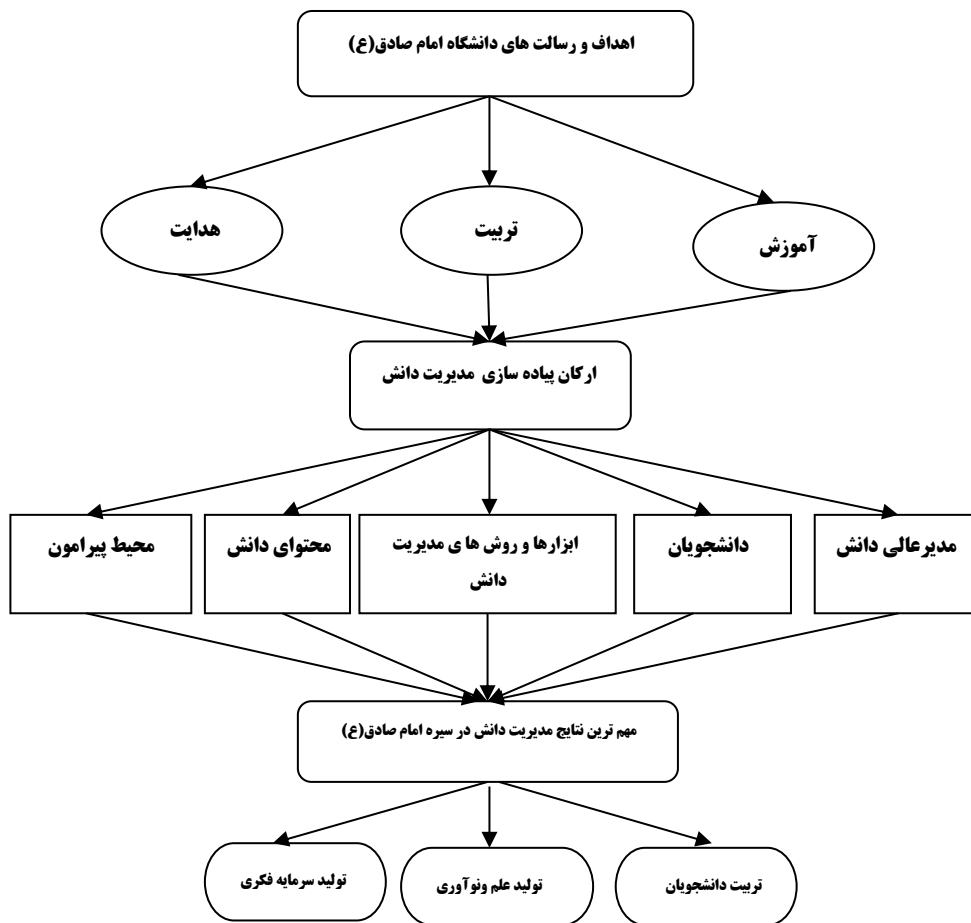 اهداف و رسالت های دانشگاه امام صادق(ع)
آموزش
تربیت
هدایت
ارکان پیاده سازی مدیریت دانش
مدیرعالی دانش
دانشجویان
ابزارها و روش ها ی مدیریت
دانش
محتوای دانش
محیط پیرامون
مهم ترین نتایج مدیریت دانش در سیره امام صادق(ع)
تربیت دانشجویان
تولید علم ونوآوری
تولید سرمایه فکری